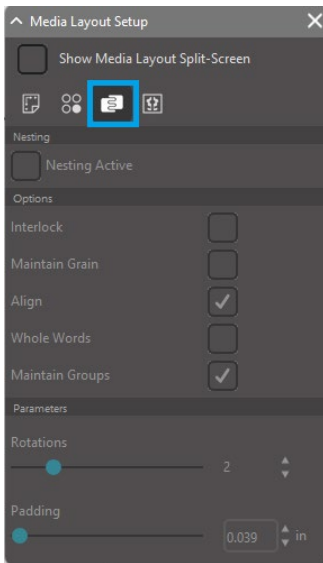 Media Layout Setup
Show Media Layout Split-Screen
Nesting
Nesting Active
Options
Interlock
Maintain Grain
Align
Whole Words
Maintain Groups
Parameters
Rotations
2
Padding
0.039 in